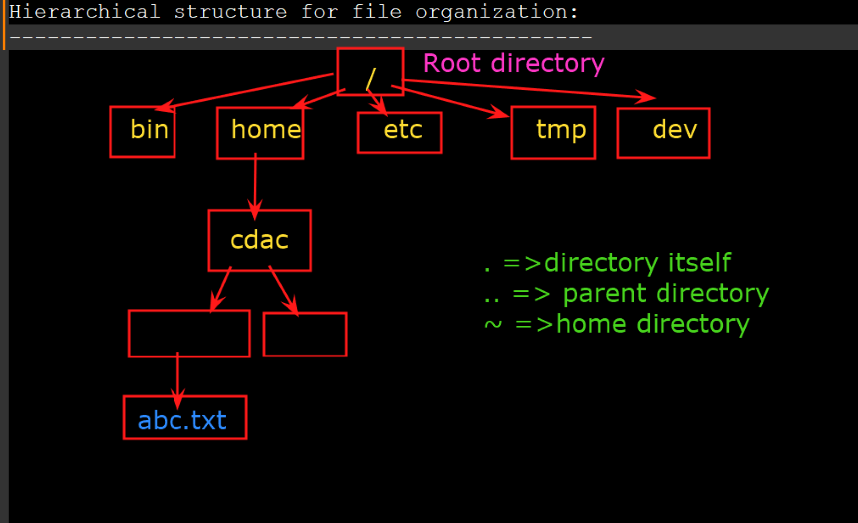 Hierarchical structure for file organization:
-------------------------------------------------
/ Root directory
bin home etc tmp dev
cdac
. =>directory itself
.. => parent directory
~ =>home directory
abc.txt